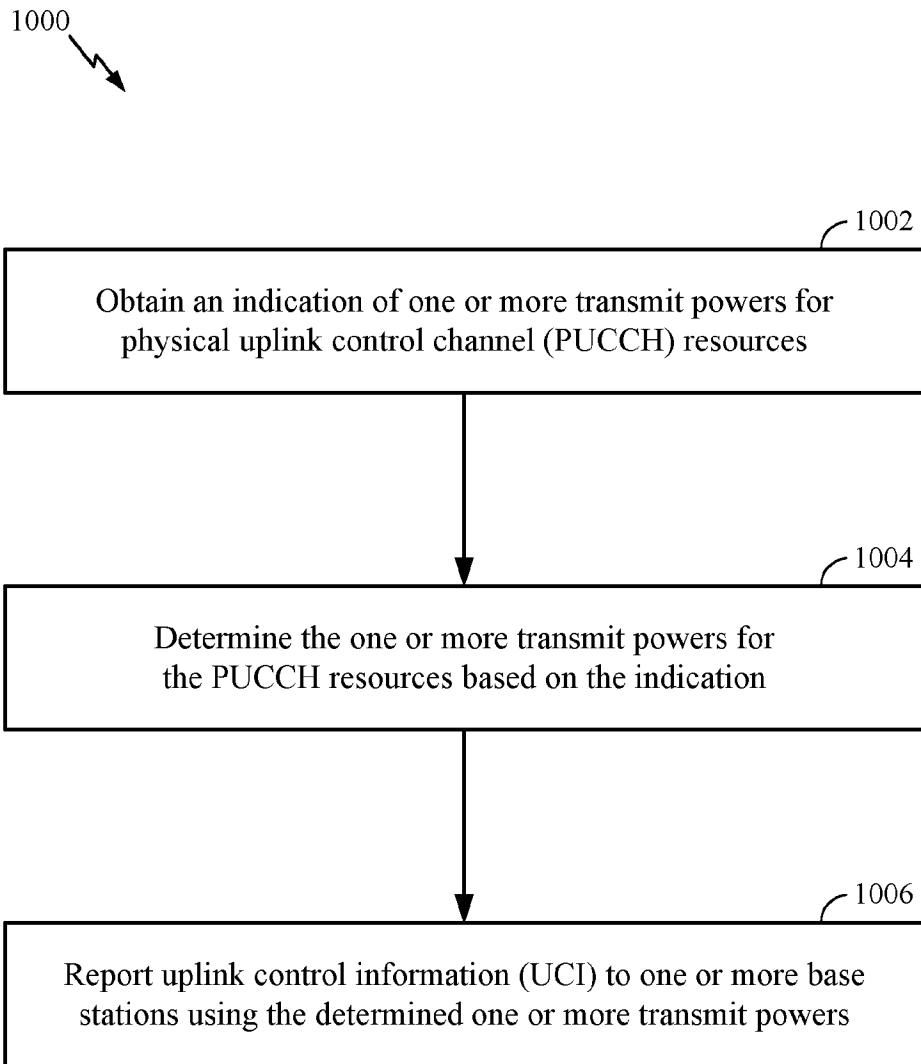 1000
1002
Obtain an indication of one or more transmit powers for
physical uplink control channel (PUCCH) resources
1004
Determine the one or more transmit powers for
the PUCCH resources based on the indication
1006
Report uplink control information (UCI) to one or more base
stations using the determined one or more transmit powers